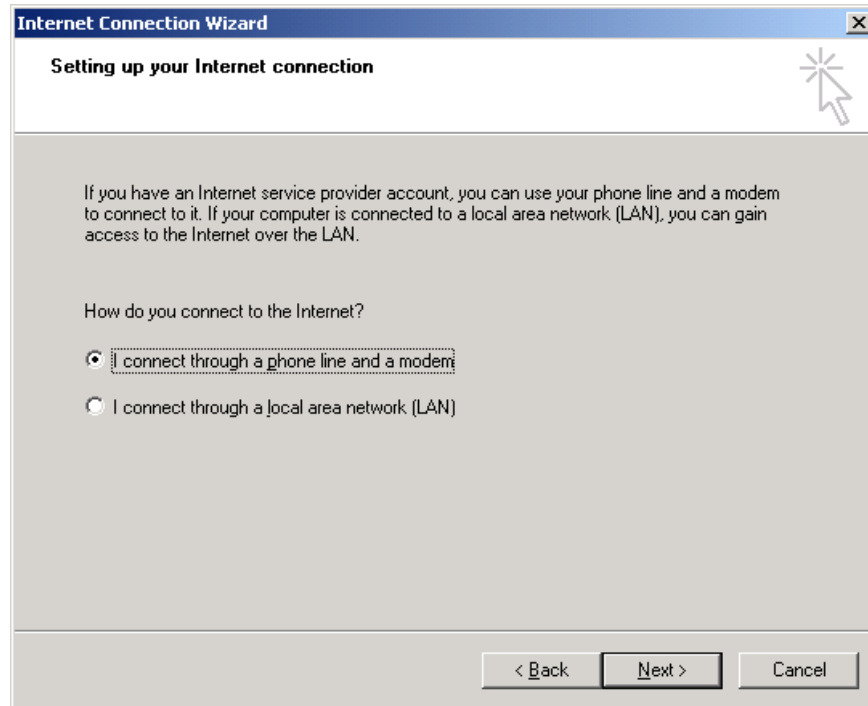 Internet Connection Wizard
Setting up your Internet connection
If you have an Internet service provider account, you can use your phone line and a modem
to connect to it. If your computer is connected to a local area network (LAN), you can gain
access to the Internet over the LAN.
How do you connect to the Internet?
I connect through a phone line and a modem
I connect through a local area network (LAN)
< Back Next > Cancel